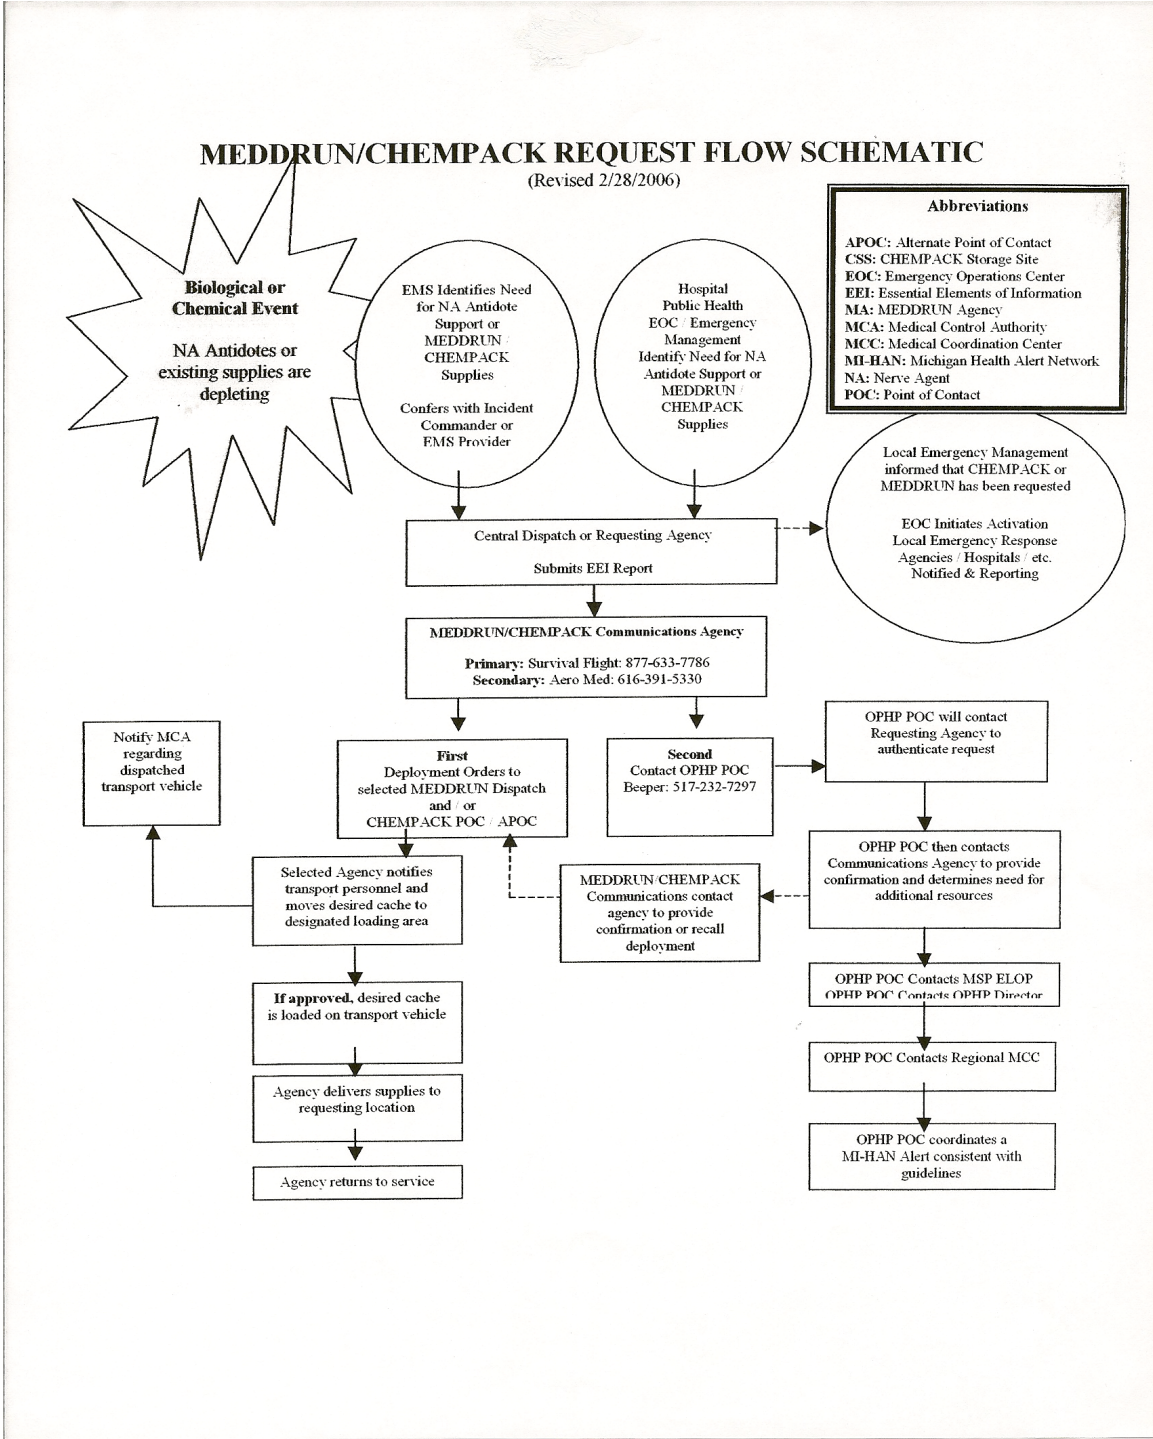 MEDDRUN/CHEMPACK REQUEST FLOW SCHEMATIC
(Revised 2/28/2006)
Biological or
Chemical Event
NA Antidotes or
existing supplies are
depleting
EMS Identifies Need
for NA Antidote
Support or
MEDDRUN /
CHEMPACK
Supplies
Confers with Incident
Commander or
EMS Provider
Hospital
Public Health
EOC / Emergency
Management
Identify Need for NA
Antidote Support or
MEDDRUN /
CHEMPACK
Supplies
Abbreviations
APOC: Alternate Point of Contact
CSS: CHEMPACK Storage Site
EOC: Emergency Operations Center
EEI: Essential Elements of Information
MA: MEDDRUN Agency
MCA: Medical Control Authority
MCC: Medical Coordination Center
MI-HAN: Michigan Health Alert Network
NA: Nerve Agent
POC: Point of Contact
Local Emergency Management
informed that CHEMPACK or
MEDDRUN has been requested
EOC Initiates Activation
Local Emergency Response
Agencies / Hospitals / etc.
Notified & Reporting
Central Dispatch or Requesting Agency
Submits EEI Report
MEDDRUN/CHEMPACK Communications Agency
Primary: Survival Flight: 877-633-7786
Secondary: Aero Med: 616-391-5330
Notify MCA
regarding
dispatched
transport vehicle
First
Deployment Orders to
selected MEDDRUN Dispatch
and / or
CHEMPACK POC / APOC
Second
Contact OPHP POC
Beeper: 517-232-7297
OPHP POC will contact
Requesting Agency to
authenticate request
Selected Agency notifies
transport personnel and
moves desired cache to
designated loading area
MEDDRUN/CHEMPACK
Communications contact
agency to provide
confirmation or recall
deployment
OPHP POC then contacts
Communications Agency to provide
confirmation and determines need for
additional resources
If approved, desired cache
is loaded on transport vehicle
OPHP POC Contacts MSP ELOP
OPHP POC Contacts OPHP Director
Agency delivers supplies to
requesting location
OPHP POC Contacts Regional MCC
Agency returns to service
OPHP POC coordinates a
MI-HAN Alert consistent with
guidelines